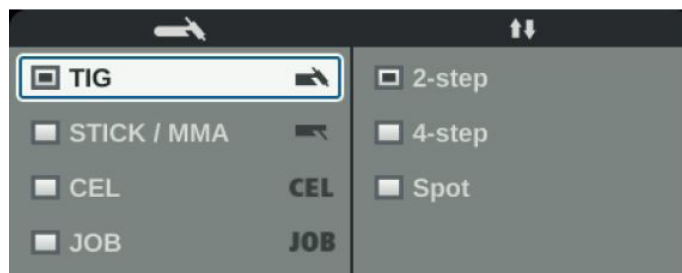 TIG
STICK / MMA
CEL CEL
JOB JOB
2-step
4-step
Spot